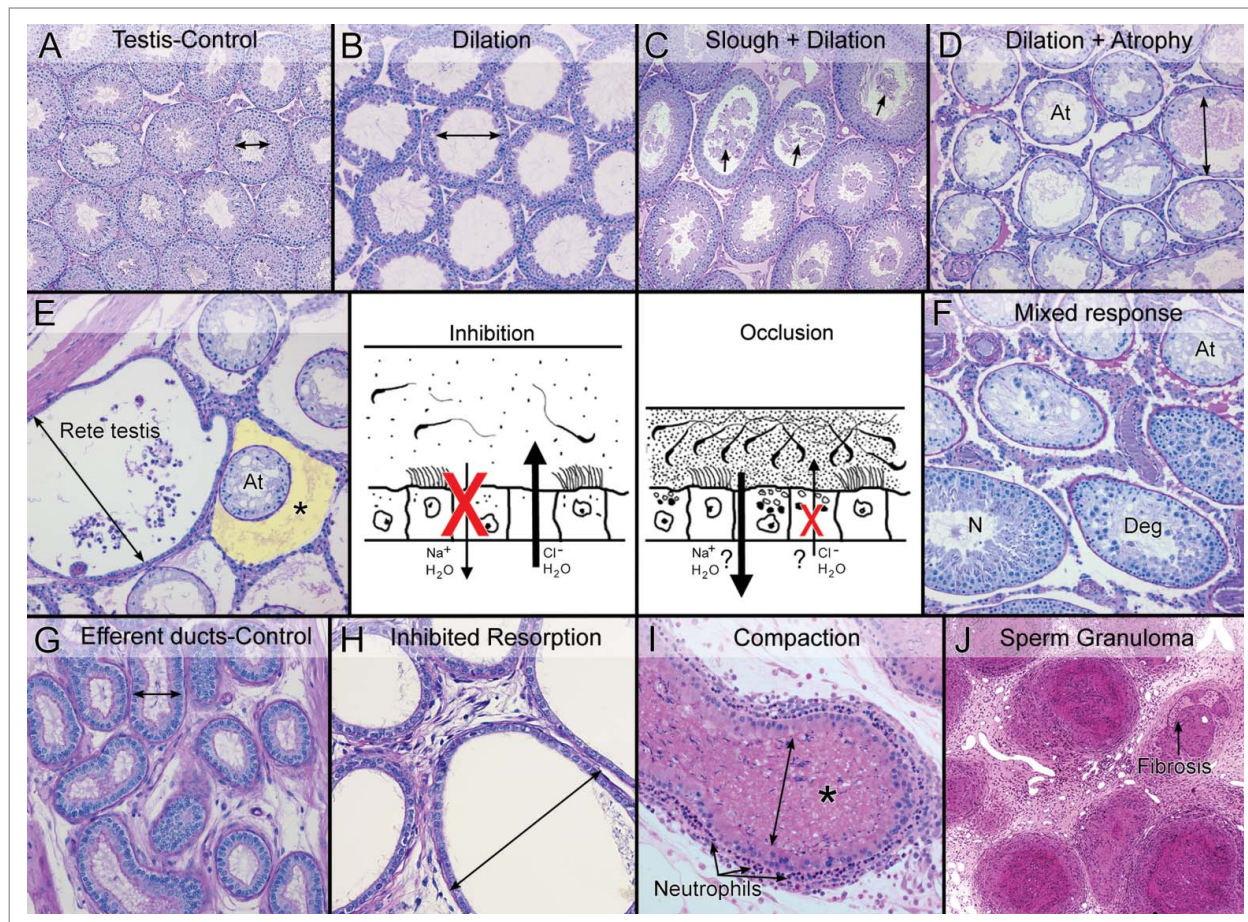 A Testis-Control
B Dilation
C Slough + Dilation
D Dilation + Atrophy
At
E
Rete testis
At
*
Inhibition
X
Na+ Cl−
H2O H2O
Occlusion
X
Na+ ? ? Cl−
H2O H2O
F Mixed response
At
N
Deg
G Efferent ducts-Control
H Inhibited Resorption
I Compaction
*
Neutrophils
J Sperm Granuloma
Fibrosis